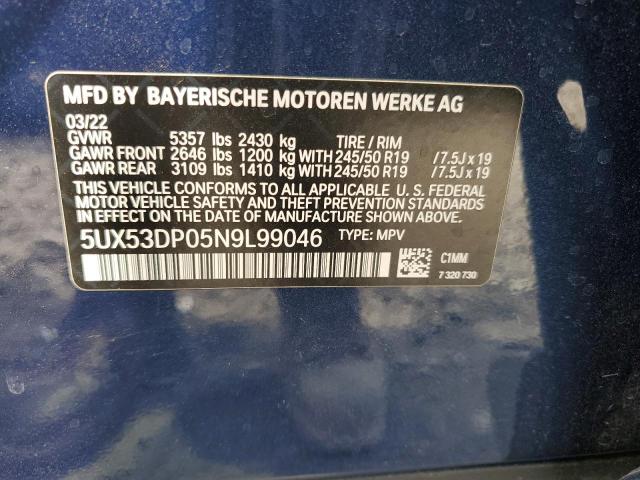 MFD BY BAYERISCHE MOTOREN WERKE AG
03/22
GVWR 5357 lbs 2430 kg TIRE / RIM
GAWR FRONT 2646 lbs 1200 kg WITH 245/50 R19 / 7.5J x 19
GAWR REAR 3109 lbs 1410 kg WITH 245/50 R19 / 7.5J x 19
THIS VEHICLE CONFORMS TO ALL APPLICABLE U. S. FEDERAL
MOTOR VEHICLE SAFETY AND THEFT PREVENTION STANDARDS
IN EFFECT ON THE DATE OF MANUFACTURE SHOWN ABOVE.
5UX53DP05N9L99046 TYPE: MPV
C1MM
7 320 730